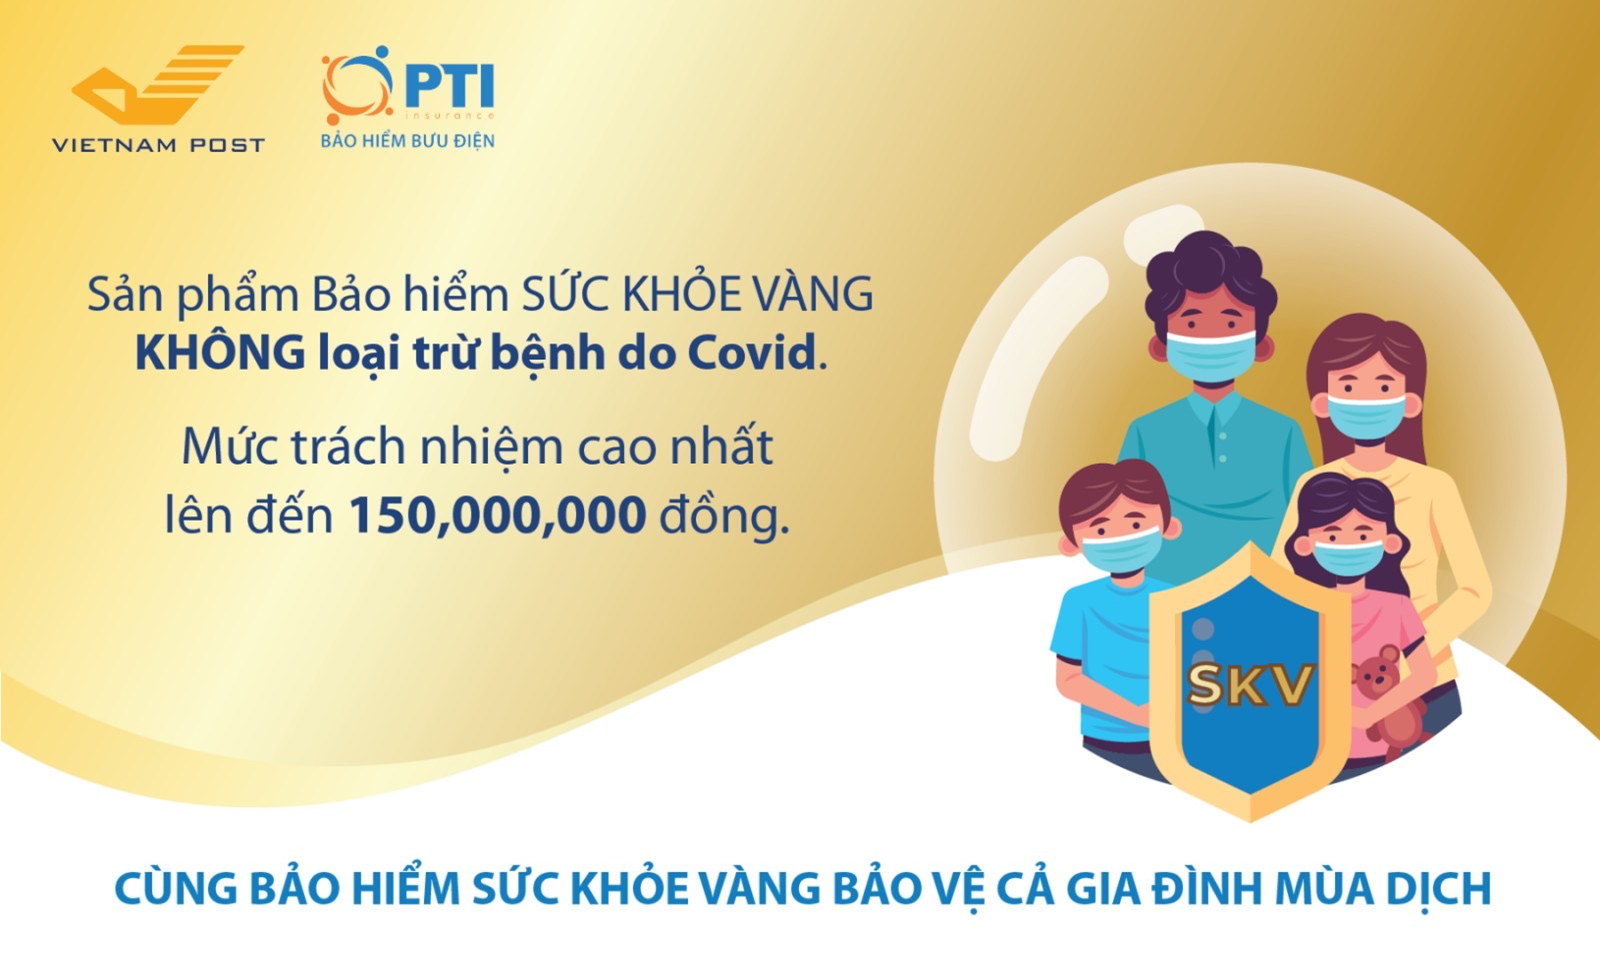 VIETNAM POST
PTI
insurance
BẢO HIỂM BƯU ĐIỆN
Sản phẩm Bảo hiểm SỨC KHỎE VÀNG
KHÔNG loại trừ bệnh do Covid.
Mức trách nhiệm cao nhất
lên đến 150,000,000 đồng.
SKV
CÙNG BẢO HIỂM SỨC KHỎE VÀNG BẢO VỆ CẢ GIA ĐÌNH MÙA DỊCH